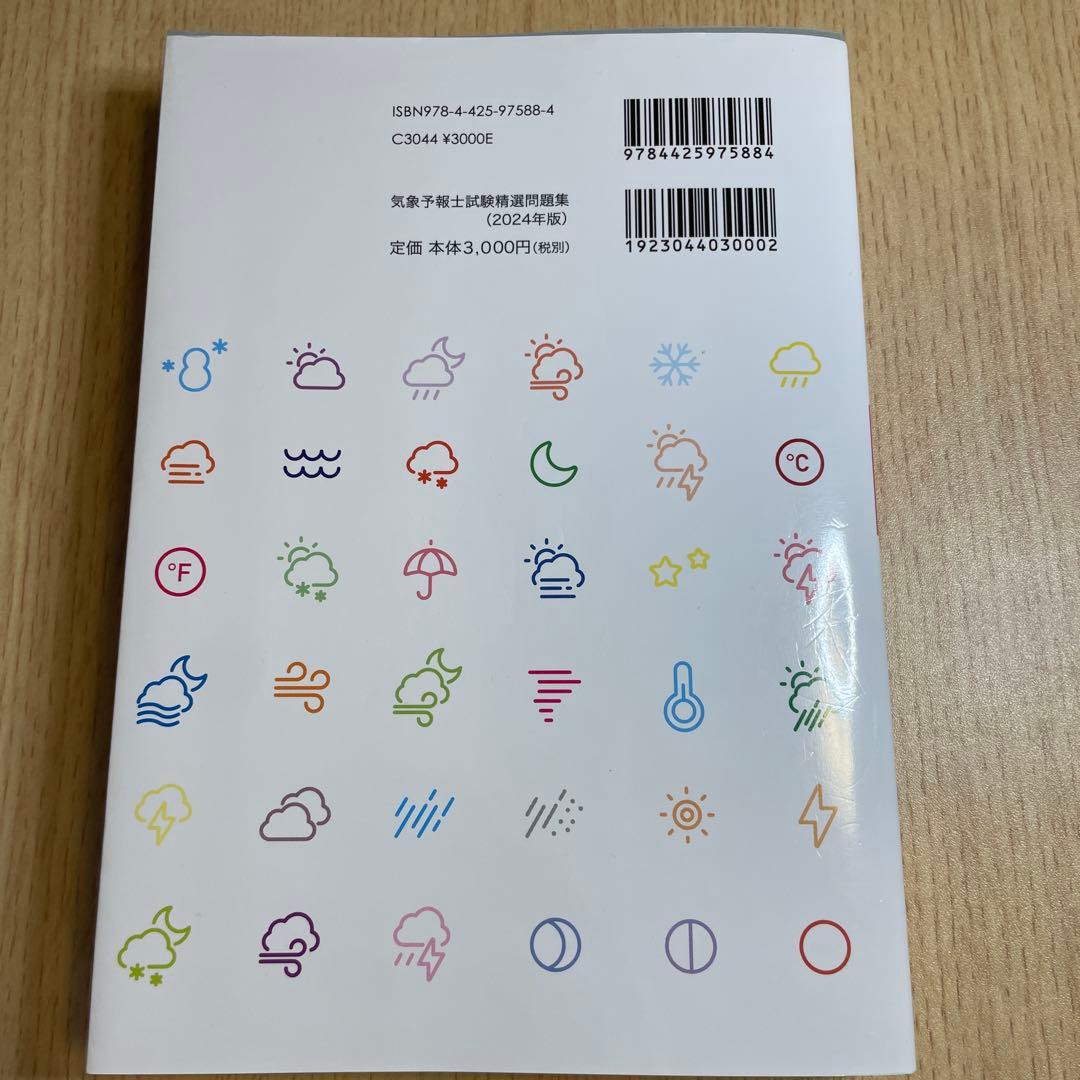 ISBN978-4-425-97588-4
C3044 ¥3000E
9784425975884
気象予報士試験精選問題集
(2024年版)
定価 本体3,000円(税別)
1923044030002
°C
°F